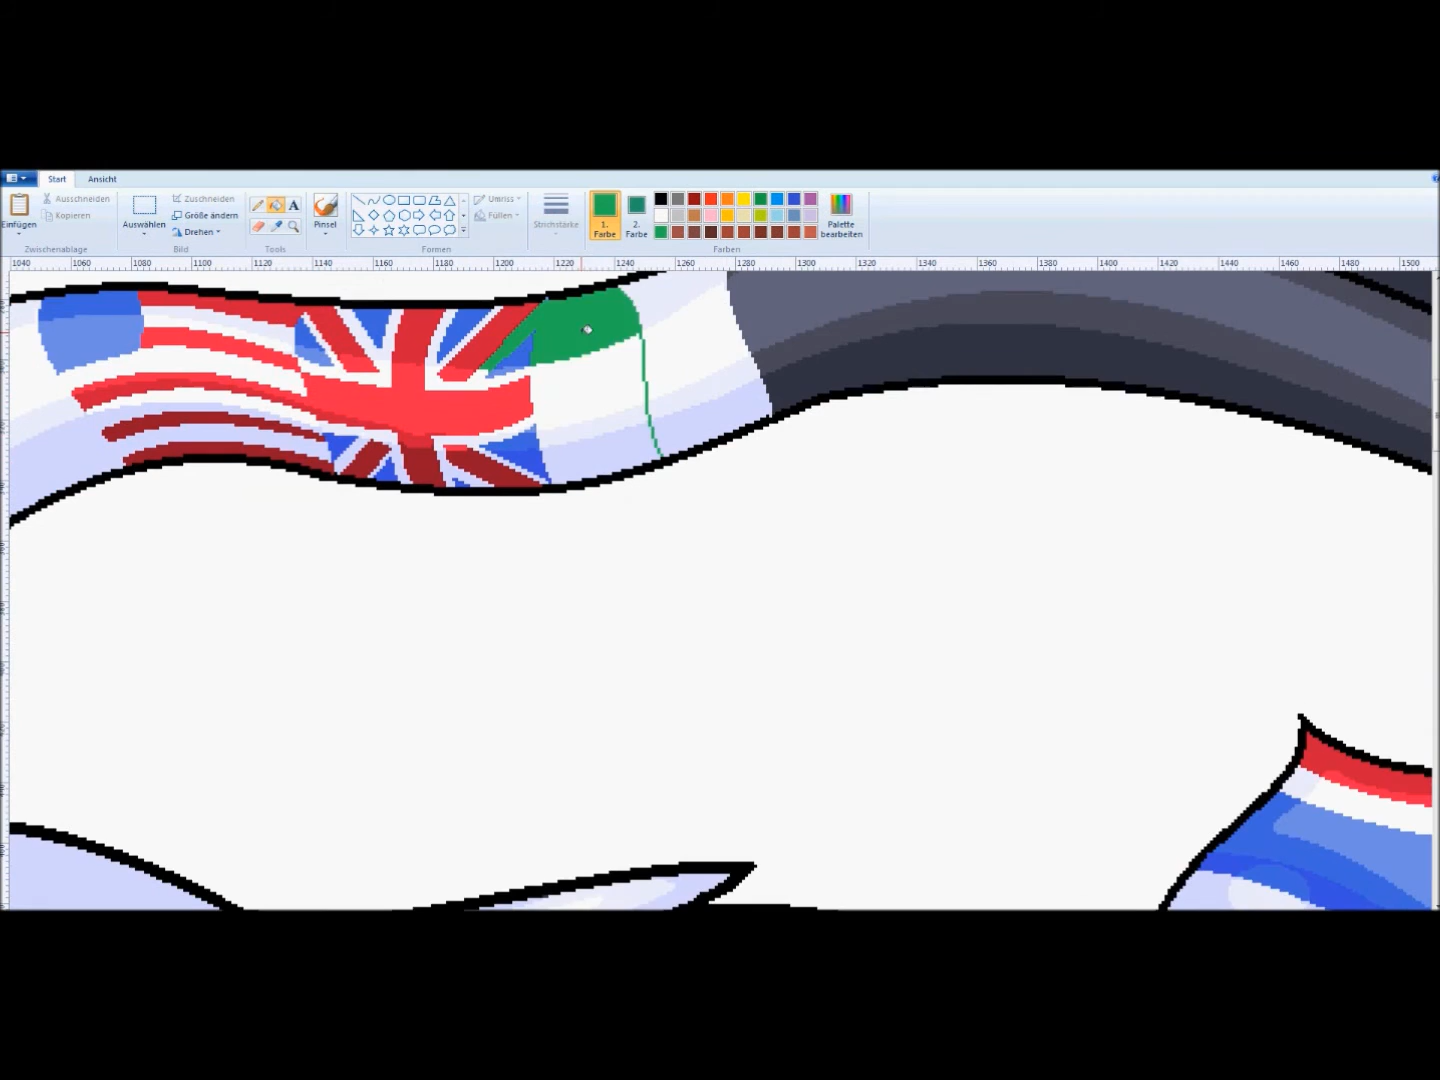 Start Ansicht
Einfügen
Ausschneiden
Kopieren
Zwischenablage
Auswählen
Zuschneiden
Größe ändern
Drehen
Bild
A
Tools
Pinsel
Umriss
Füllen
Formen
Strichstärke
1. Farbe
2. Farbe
Farben
Palette bearbeiten
1040 1060 1080 1100 1120 1140 1160 1180 1200 1220 1240 1260 1280 1300 1320 1340 1360 1380 1400 1420 1440 1460 1480 1500